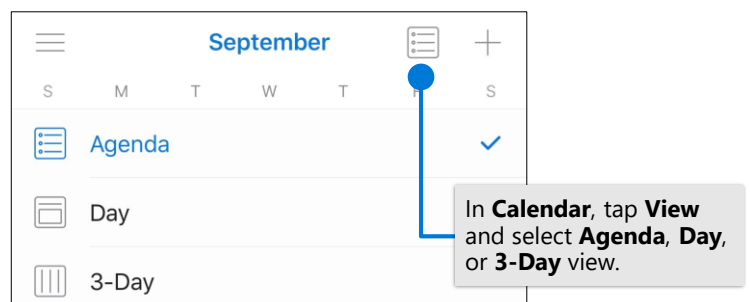 September
S M T W T F S
Agenda
Day
3-Day
In Calendar, tap View
and select Agenda, Day,
or 3-Day view.